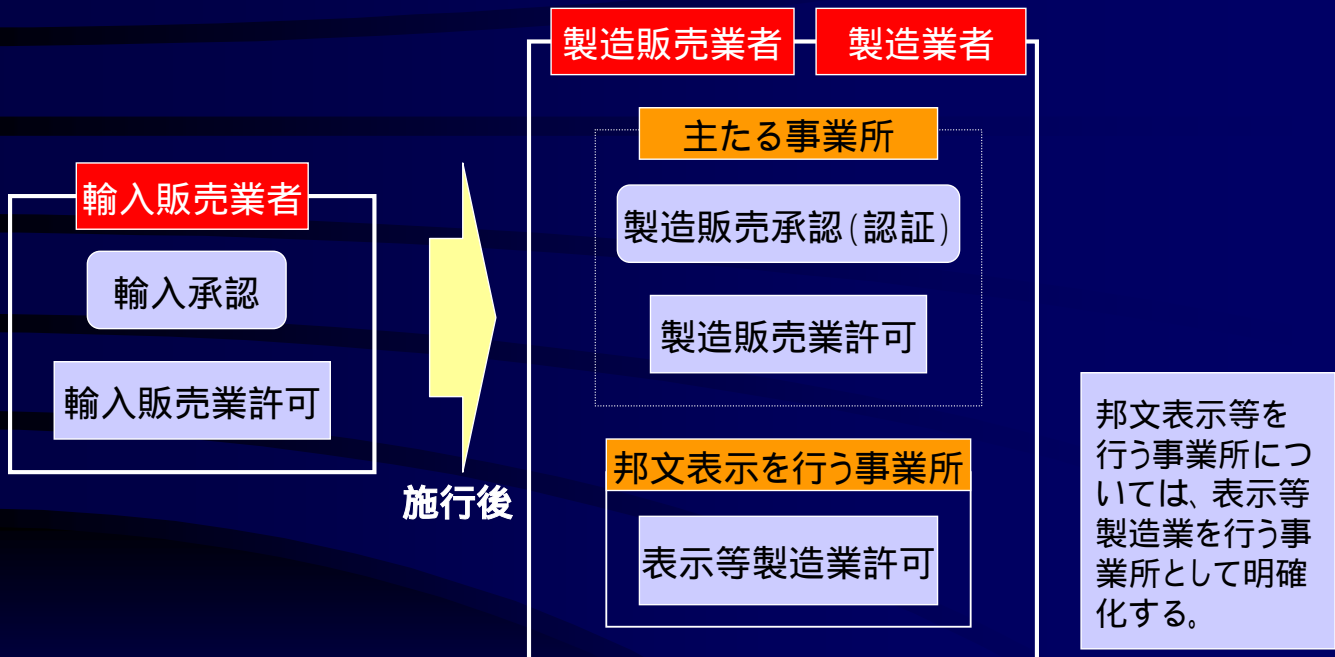 輸入販売業者
輸入承認
輸入販売業許可
施行後
製造販売業者
製造業者
主たる事業所
製造販売承認(認証)
製造販売業許可
邦文表示を行う事業所
表示等製造業許可
邦文表示等を
行う事業所につ
いては、表示等
製造業を行う事
業所として明確
化する。